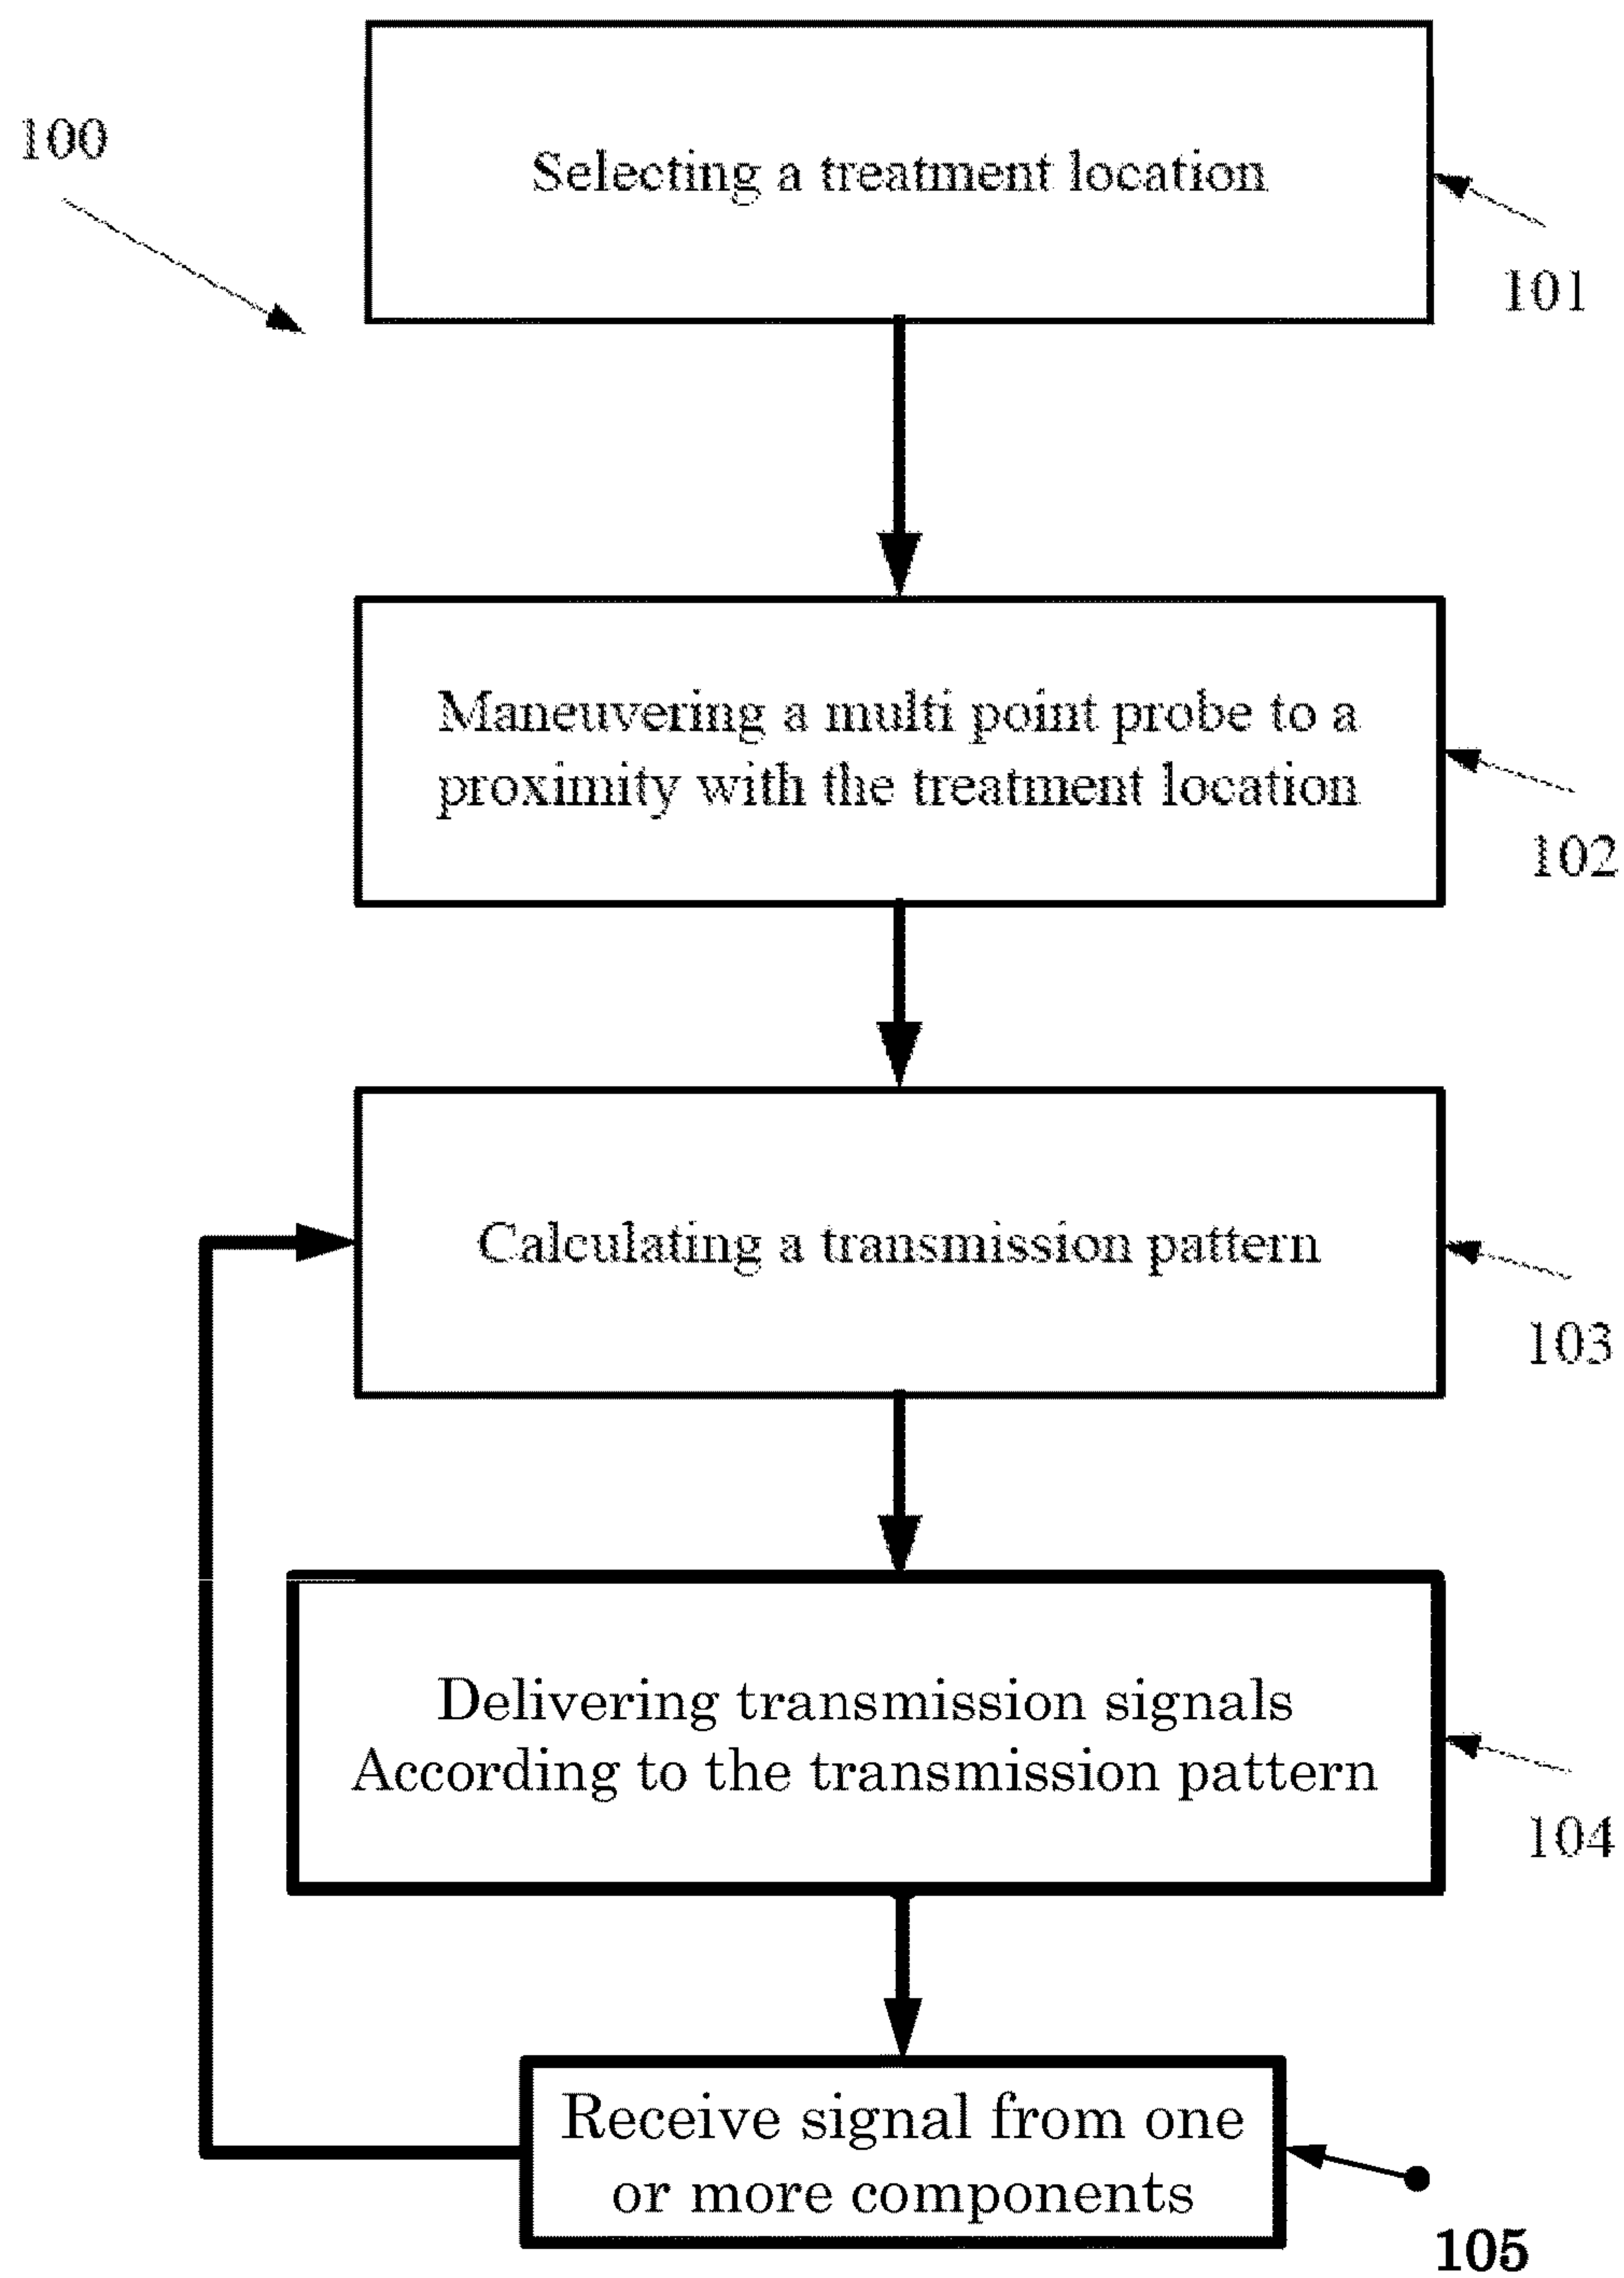 100
Selecting a treatment location
101
Maneuvering a multi point probe to a
proximity with the treatment location
102
Calculating a transmission pattern
103
Delivering transmission signals
According to the transmission pattern
104
Receive signal from one
or more components
105